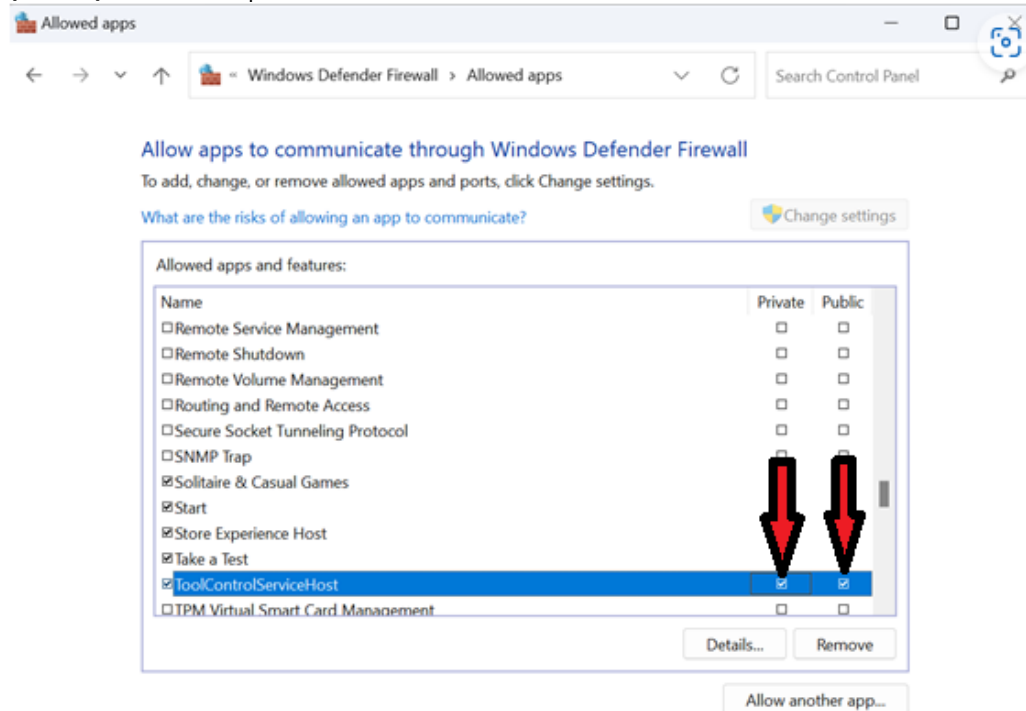 Allowed apps
« Windows Defender Firewall › Allowed apps
Search Control Panel
Allow apps to communicate through Windows Defender Firewall
To add, change, or remove allowed apps and ports, click Change settings.
What are the risks of allowing an app to communicate?
Change settings
Allowed apps and features:
Name Private Public
Remote Service Management
Remote Shutdown
Remote Volume Management
Routing and Remote Access
Secure Socket Tunneling Protocol
SNMP Trap
Solitaire & Casual Games
Start
Store Experience Host
Take a Test
ToolControlServiceHost
TPM Virtual Smart Card Management
Details... Remove
Allow another app...